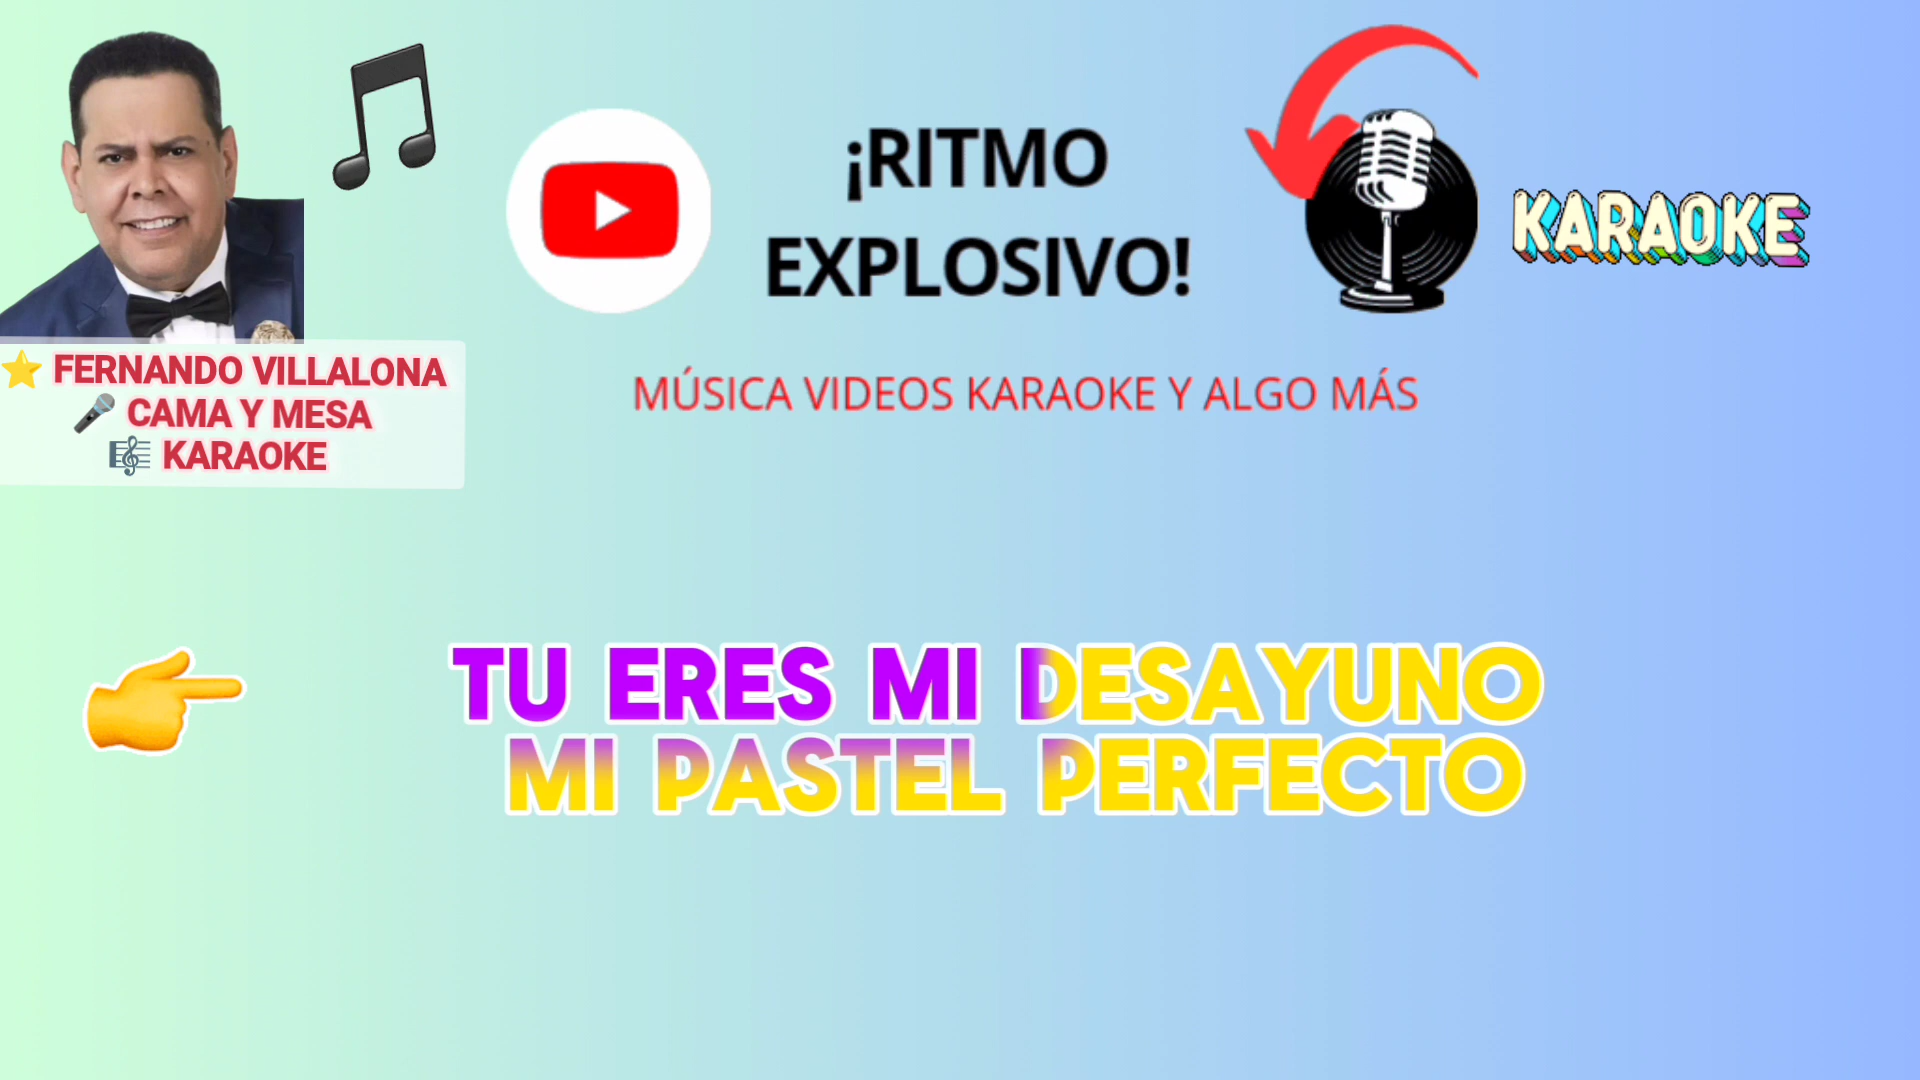 ¡RITMO
EXPLOSIVO!
KARAOKE
MÚSICA VIDEOS KARAOKE Y ALGO MÁS
FERNANDO VILLALONA
CAMA Y MESA
KARAOKE
TU ERES MI DESAYUNO
MI PASTEL PERFECTO